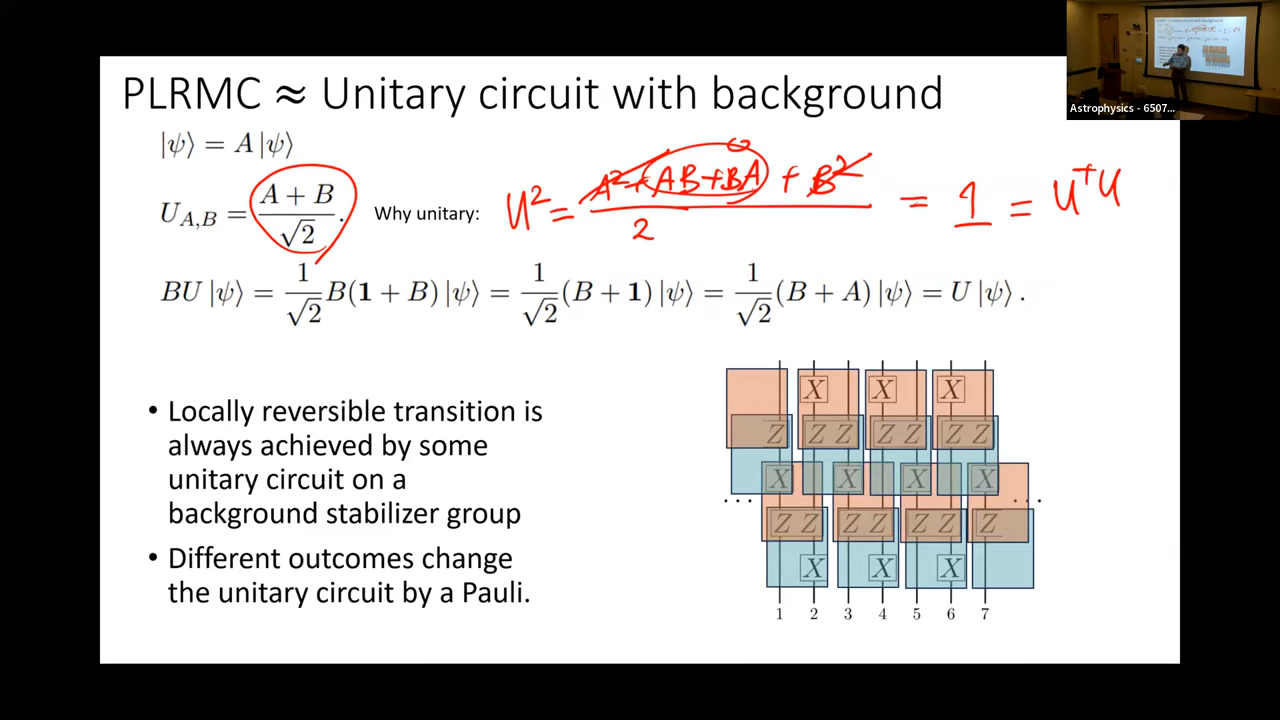 PLRMC ≈ Unitary circuit with background
|ψ⟩ = A |ψ⟩
U_{A,B} = (A + B)/√2. Why unitary: U² = (A² + AB + BA + B²)/2 = 1 = U†U
0
BU |ψ⟩ = 1/√2 B(1 + B) |ψ⟩ = 1/√2 (B + 1) |ψ⟩ = 1/√2 (B + A) |ψ⟩ = U |ψ⟩ .
• Locally reversible transition is
always achieved by some
unitary circuit on a
background stabilizer group
• Different outcomes change
the unitary circuit by a Pauli.
X X X
Z Z Z Z Z Z Z
X X X X
... ...
Z Z Z Z Z Z Z
X X X
1 2 3 4 5 6 7
Astrophysics - 6507...